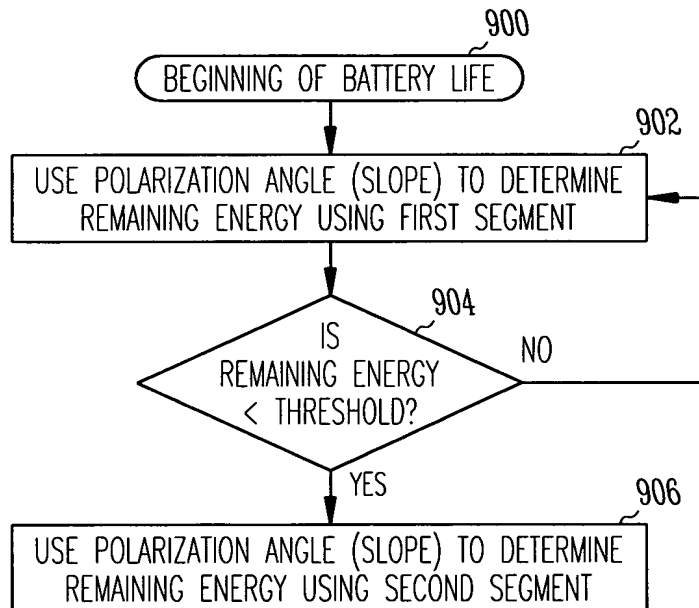 900
BEGINNING OF BATTERY LIFE
902
USE POLARIZATION ANGLE (SLOPE) TO DETERMINE
REMAINING ENERGY USING FIRST SEGMENT
904
IS
REMAINING ENERGY
< THRESHOLD?
NO
YES
906
USE POLARIZATION ANGLE (SLOPE) TO DETERMINE
REMAINING ENERGY USING SECOND SEGMENT